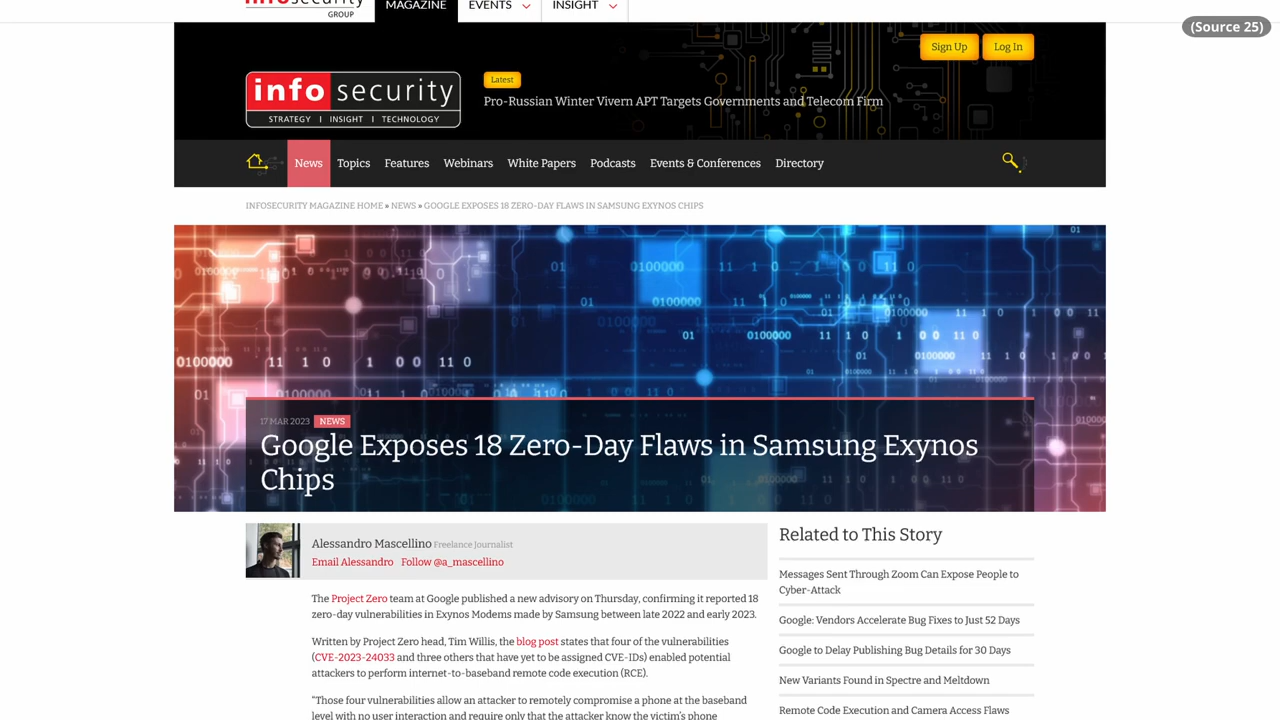 infosecurity
GROUP
MAGAZINE
EVENTS
INSIGHT
(Source 25)
Sign Up
Log In
info security
STRATEGY | INSIGHT | TECHNOLOGY
Latest
Pro-Russian Winter Vivern APT Targets Governments and Telecom Firm
News
Topics
Features
Webinars
White Papers
Podcasts
Events & Conferences
Directory
INFOSECURITY MAGAZINE HOME » NEWS » GOOGLE EXPOSES 18 ZERO-DAY FLAWS IN SAMSUNG EXYNOS CHIPS
17 MAR 2023 NEWS
Google Exposes 18 Zero-Day Flaws in Samsung Exynos
Chips
Alessandro Mascellino Freelance Journalist
Email Alessandro Follow @a_mascellino
The Project Zero team at Google published a new advisory on Thursday, confirming it reported 18
zero-day vulnerabilities in Exynos Modems made by Samsung between late 2022 and early 2023.
Written by Project Zero head, Tim Willis, the blog post states that four of the vulnerabilities
(CVE-2023-24033 and three others that have yet to be assigned CVE-IDs) enabled potential
attackers to perform internet-to-baseband remote code execution (RCE).
“Those four vulnerabilities allow an attacker to remotely compromise a phone at the baseband
level with no user interaction and require only that the attacker know the victim’s phone
Related to This Story
Messages Sent Through Zoom Can Expose People to
Cyber-Attack
Google: Vendors Accelerate Bug Fixes to Just 52 Days
Google to Delay Publishing Bug Details for 30 Days
New Variants Found in Spectre and Meltdown
Remote Code Execution and Camera Access Flaws